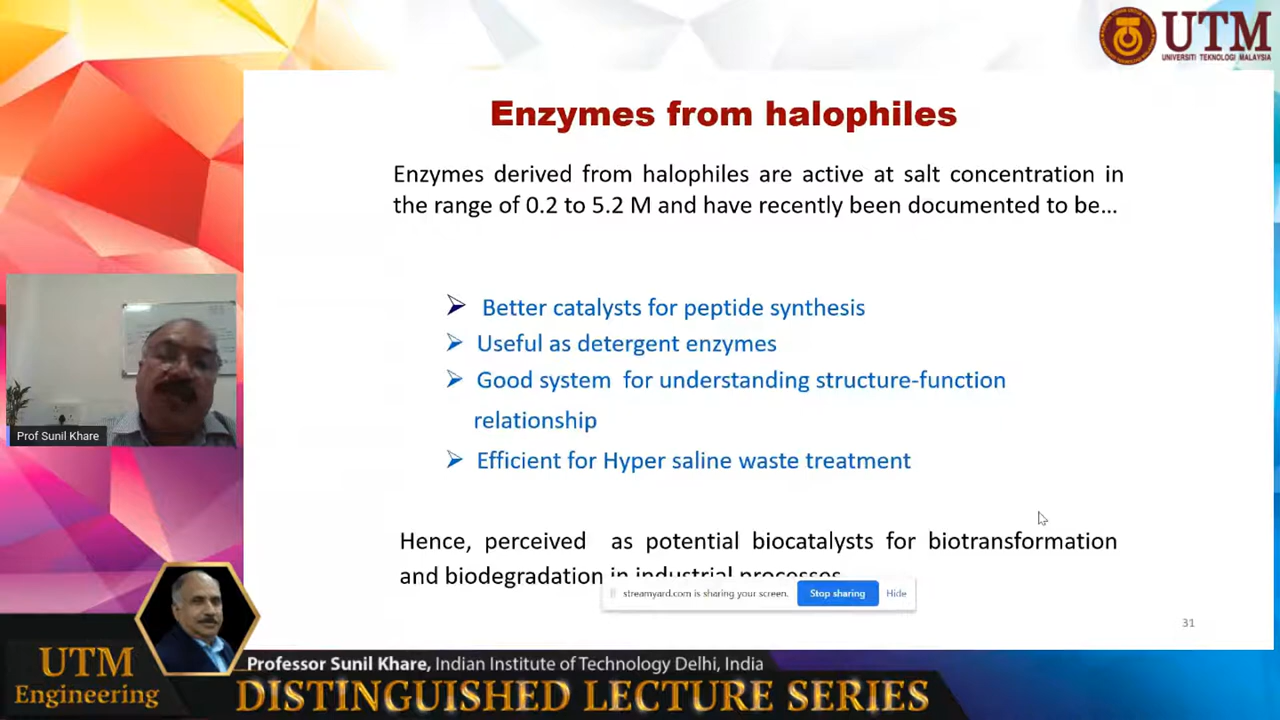 UTM
UNIVERSITI TEKNOLOGI MALAYSIA
Enzymes from halophiles
Enzymes derived from halophiles are active at salt concentration in
the range of 0.2 to 5.2 M and have recently been documented to be...
Better catalysts for peptide synthesis
Useful as detergent enzymes
Good system for understanding structure-function
relationship
Efficient for Hyper saline waste treatment
Hence, perceived as potential biocatalysts for biotransformation
and biodegradation in industrial processes
streamyard.com is sharing your screen. Stop sharing Hide
31
Prof Sunil Khare
UTM
Engineering
Professor Sunil Khare, Indian Institute of Technology Delhi, India
DISTINGUISHED LECTURE SERIES